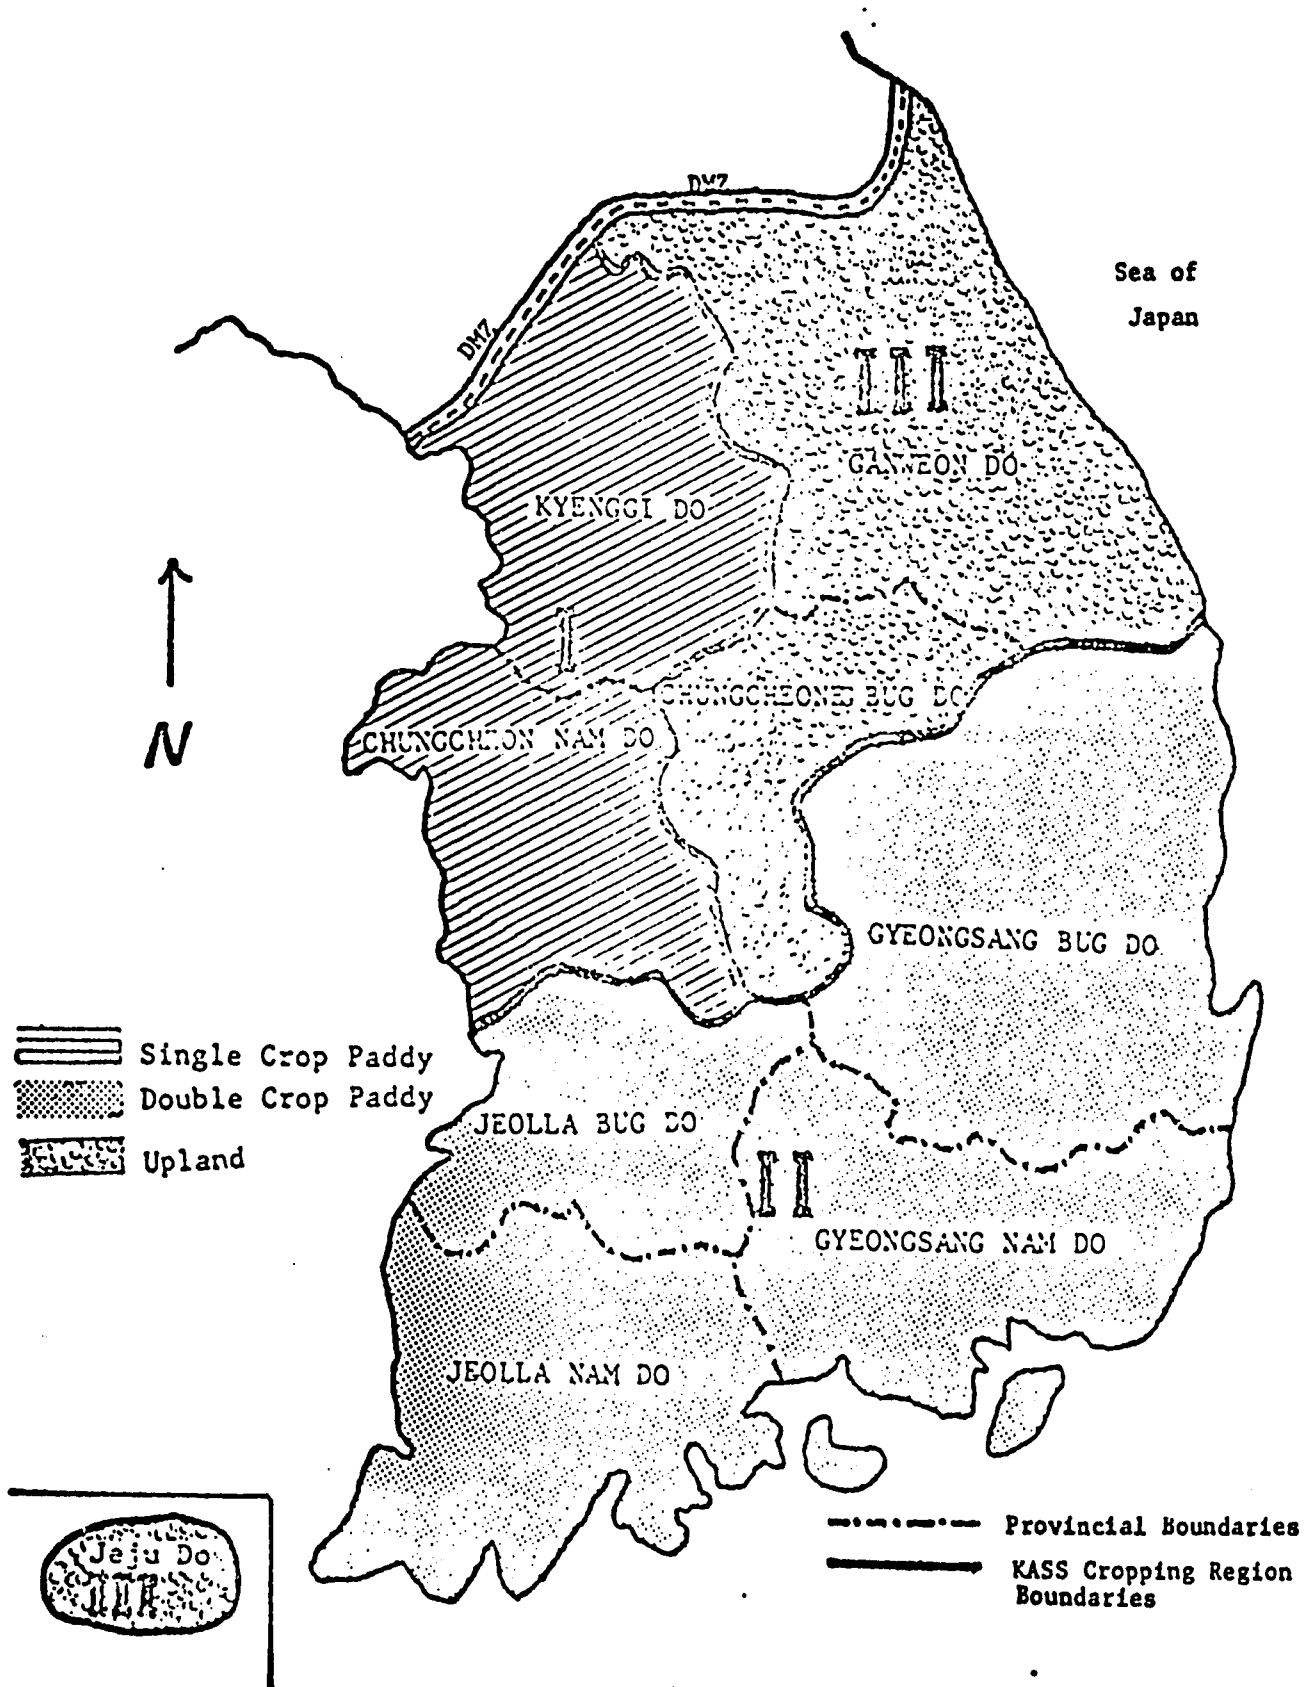 DMZ
Sea of
Japan
DMZ
III
GANWEON DO
KYENGGI DO
I
N
CHUNGCHEONG BUG DO
CHUNGCHEON NAM DO
GYEONGSANG BUG DO
Single Crop Paddy
Double Crop Paddy
JEOLLA BUG DO
Upland
II
GYEONGSANG NAM DO
JEOLLA NAM DO
Provincial Boundaries
Jeju Do
III
KASS Cropping Region
Boundaries